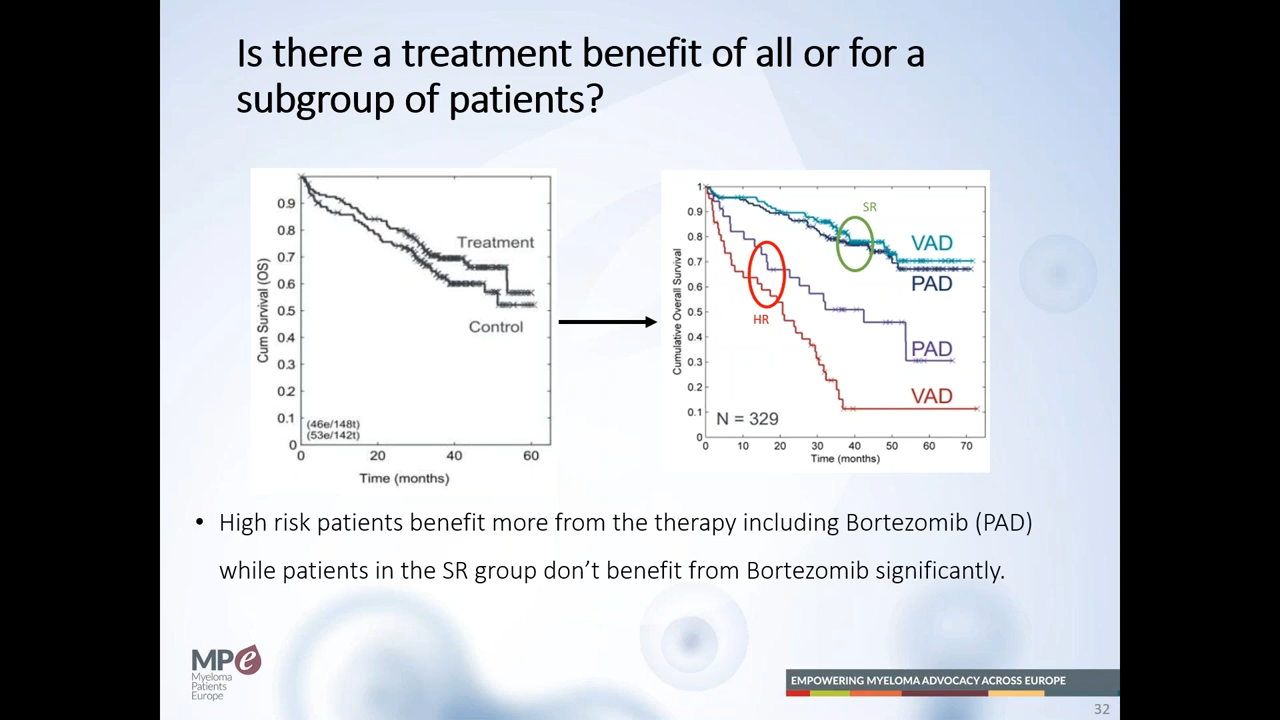 Is there a treatment benefit of all or for a
subgroup of patients?
Cum Survival (OS)
0.9
0.8
0.7
0.6
0.5
0.4
0.3
0.2
0.1
0
Treatment
Control
(46e/148t)
(53e/142t)
0 20 40 60
Time (months)
Cumulative Overall Survival
1
0.9
0.8
0.7
0.6
0.5
0.4
0.3
0.2
0.1
0
SR
VAD
PAD
HR
PAD
VAD
N = 329
0 10 20 30 40 50 60 70
Time (months)
• High risk patients benefit more from the therapy including Bortezomib (PAD)
while patients in the SR group don’t benefit from Bortezomib significantly.
MPe
Myeloma
Patients
Europe
EMPOWERING MYELOMA ADVOCACY ACROSS EUROPE
32